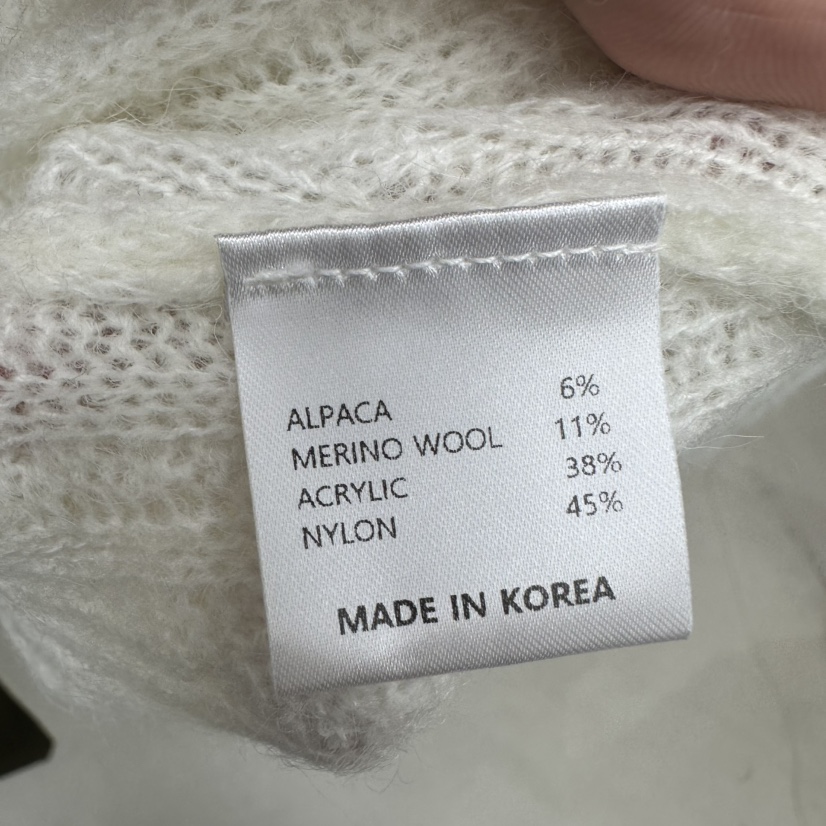 ALPACA 6%
MERINO WOOL 11%
ACRYLIC 38%
NYLON 45%
MADE IN KOREA